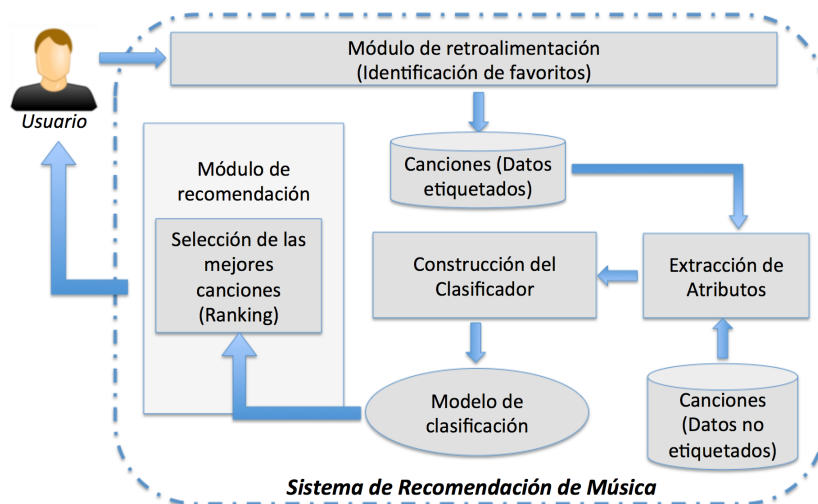 Módulo de retroalimentación
(Identificación de favoritos)
Usuario
Canciones (Datos
etiquetados)
Módulo de
recomendación
Selección de las
mejores
canciones
(Ranking)
Construcción del
Clasificador
Extracción de
Atributos
Modelo de
clasificación
Canciones
(Datos no
etiquetados)
Sistema de Recomendación de Música